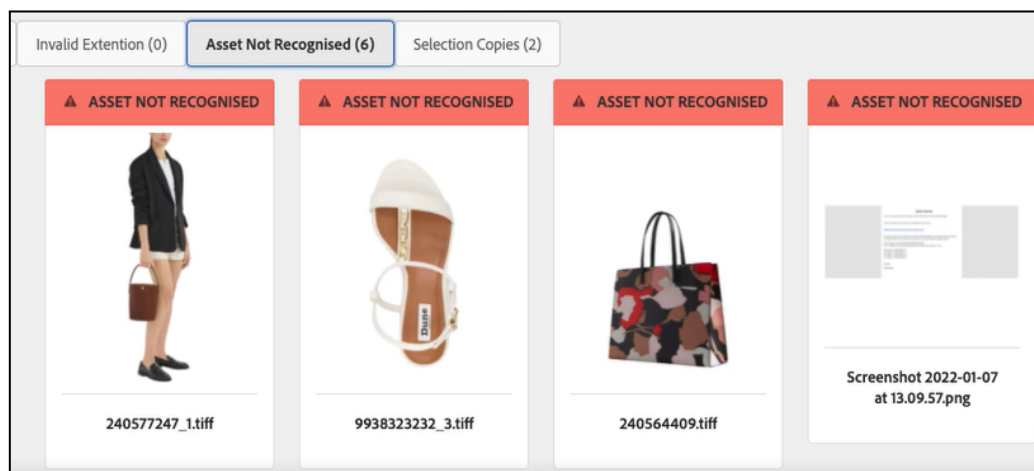 Invalid Extention (0)
Asset Not Recognised (6)
Selection Copies (2)
ASSET NOT RECOGNISED
ASSET NOT RECOGNISED
ASSET NOT RECOGNISED
ASSET NOT RECOGNISED
Dune
240577247_1.tiff
9938323232_3.tiff
240564409.tiff
Screenshot 2022-01-07
at 13.09.57.png